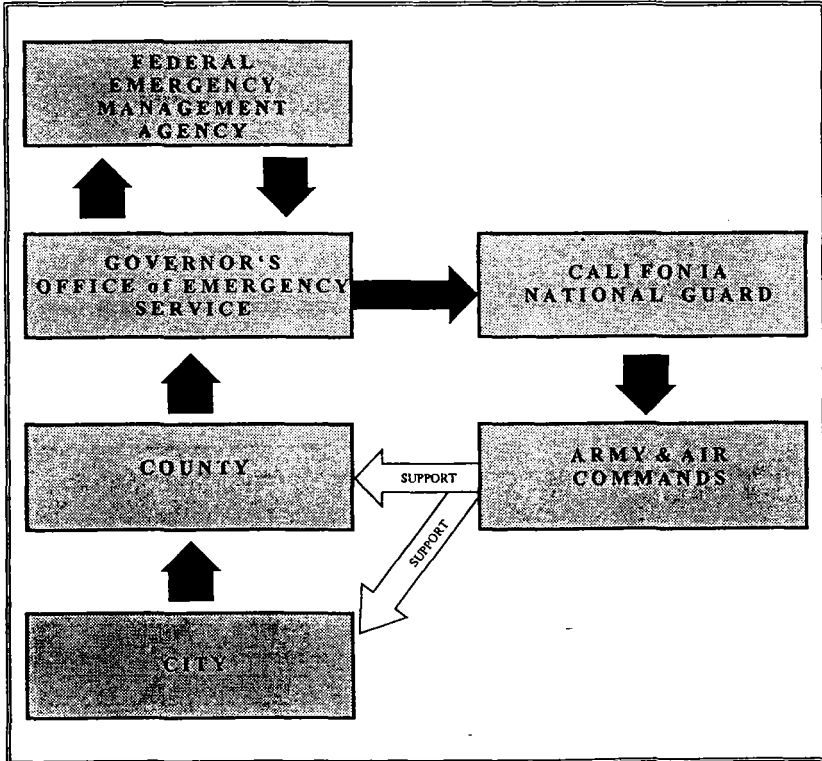 FEDERAL
EMERGENCY
MANAGEMENT
AGENCY
GOVERNOR'S
OFFICE of EMERGENCY
SERVICE
CALIFONIA
NATIONAL GUARD
COUNTY
ARMY & AIR
COMMANDS
SUPPORT
SUPPORT
CITY